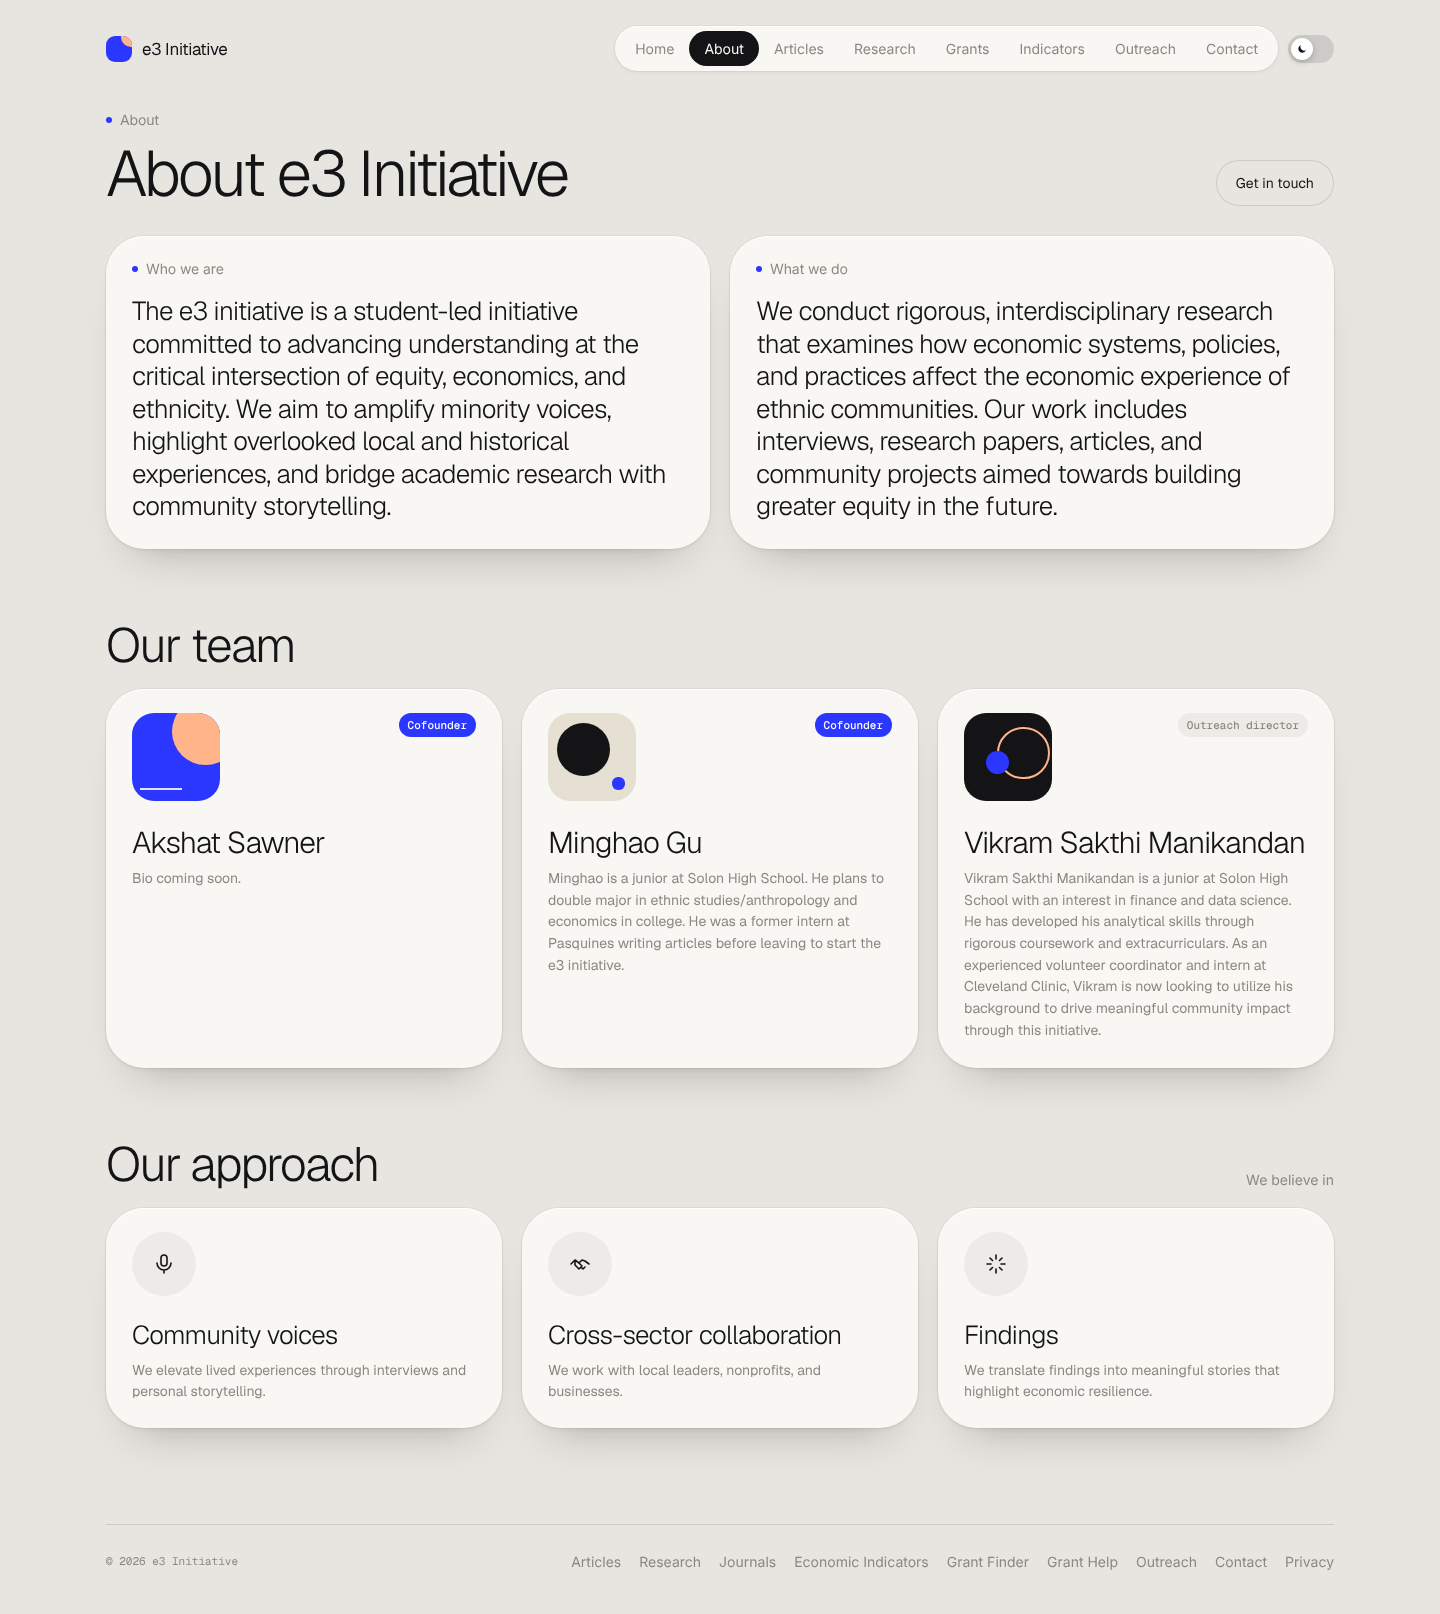 e3 Initiative
Home About Articles Research Grants Indicators Outreach Contact
About
About e3 Initiative
Get in touch
Who we are
The e3 initiative is a student-led initiative
committed to advancing understanding at the
critical intersection of equity, economics, and
ethnicity. We aim to amplify minority voices,
highlight overlooked local and historical
experiences, and bridge academic research with
community storytelling.
What we do
We conduct rigorous, interdisciplinary research
that examines how economic systems, policies,
and practices affect the economic experience of
ethnic communities. Our work includes
interviews, research papers, articles, and
community projects aimed towards building
greater equity in the future.
Our team
Cofounder
Akshat Sawner
Bio coming soon.
Cofounder
Minghao Gu
Minghao is a junior at Solon High School. He plans to
double major in ethnic studies/anthropology and
economics in college. He was a former intern at
Pasquines writing articles before leaving to start the
e3 initiative.
Outreach director
Vikram Sakthi Manikandan
Vikram Sakthi Manikandan is a junior at Solon High
School with an interest in finance and data science.
He has developed his analytical skills through
rigorous coursework and extracurriculars. As an
experienced volunteer coordinator and intern at
Cleveland Clinic, Vikram is now looking to utilize his
background to drive meaningful community impact
through this initiative.
Our approach
We believe in
Community voices
We elevate lived experiences through interviews and
personal storytelling.
Cross-sector collaboration
We work with local leaders, nonprofits, and
businesses.
Findings
We translate findings into meaningful stories that
highlight economic resilience.
© 2026 e3 Initiative
Articles Research Journals Economic Indicators Grant Finder Grant Help Outreach Contact Privacy